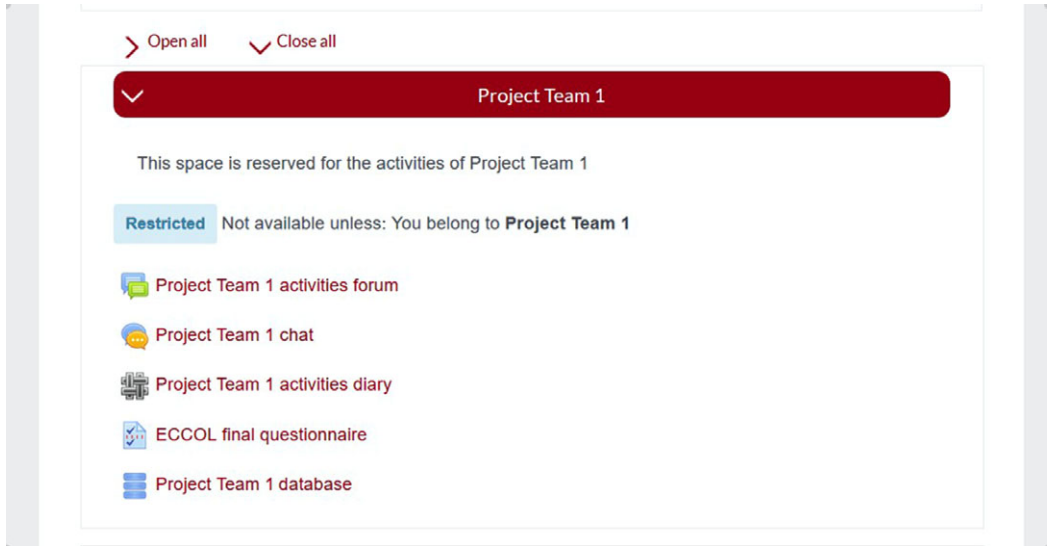 Open all Close all
Project Team 1
This space is reserved for the activities of Project Team 1
Restricted Not available unless: You belong to Project Team 1
Project Team 1 activities forum
Project Team 1 chat
Project Team 1 activities diary
ECCOL final questionnaire
Project Team 1 database